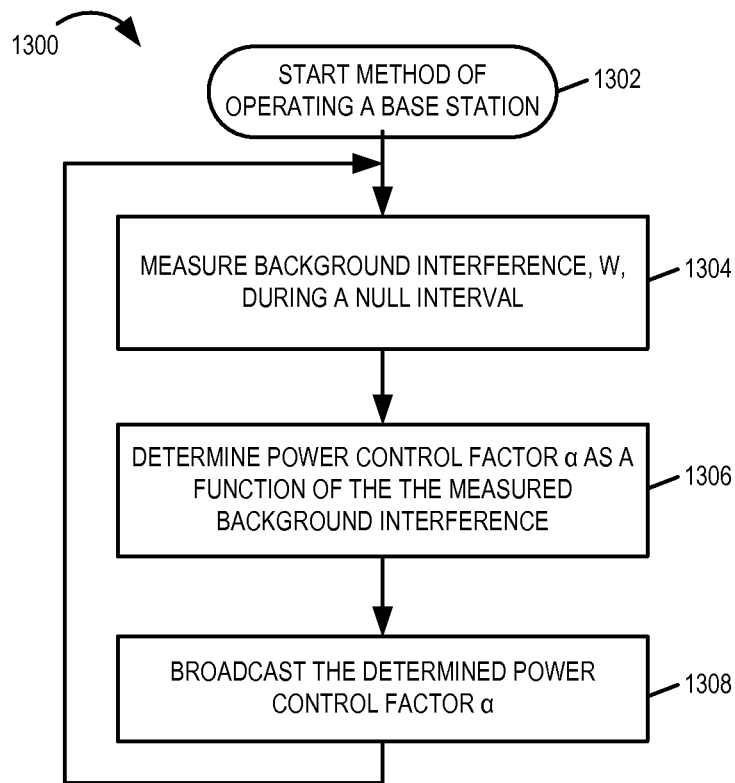 1300
START METHOD OF
OPERATING A BASE STATION
1302
MEASURE BACKGROUND INTERFERENCE, W,
DURING A NULL INTERVAL
1304
DETERMINE POWER CONTROL FACTOR α AS A
FUNCTION OF THE THE MEASURED
BACKGROUND INTERFERENCE
1306
BROADCAST THE DETERMINED POWER
CONTROL FACTOR α
1308